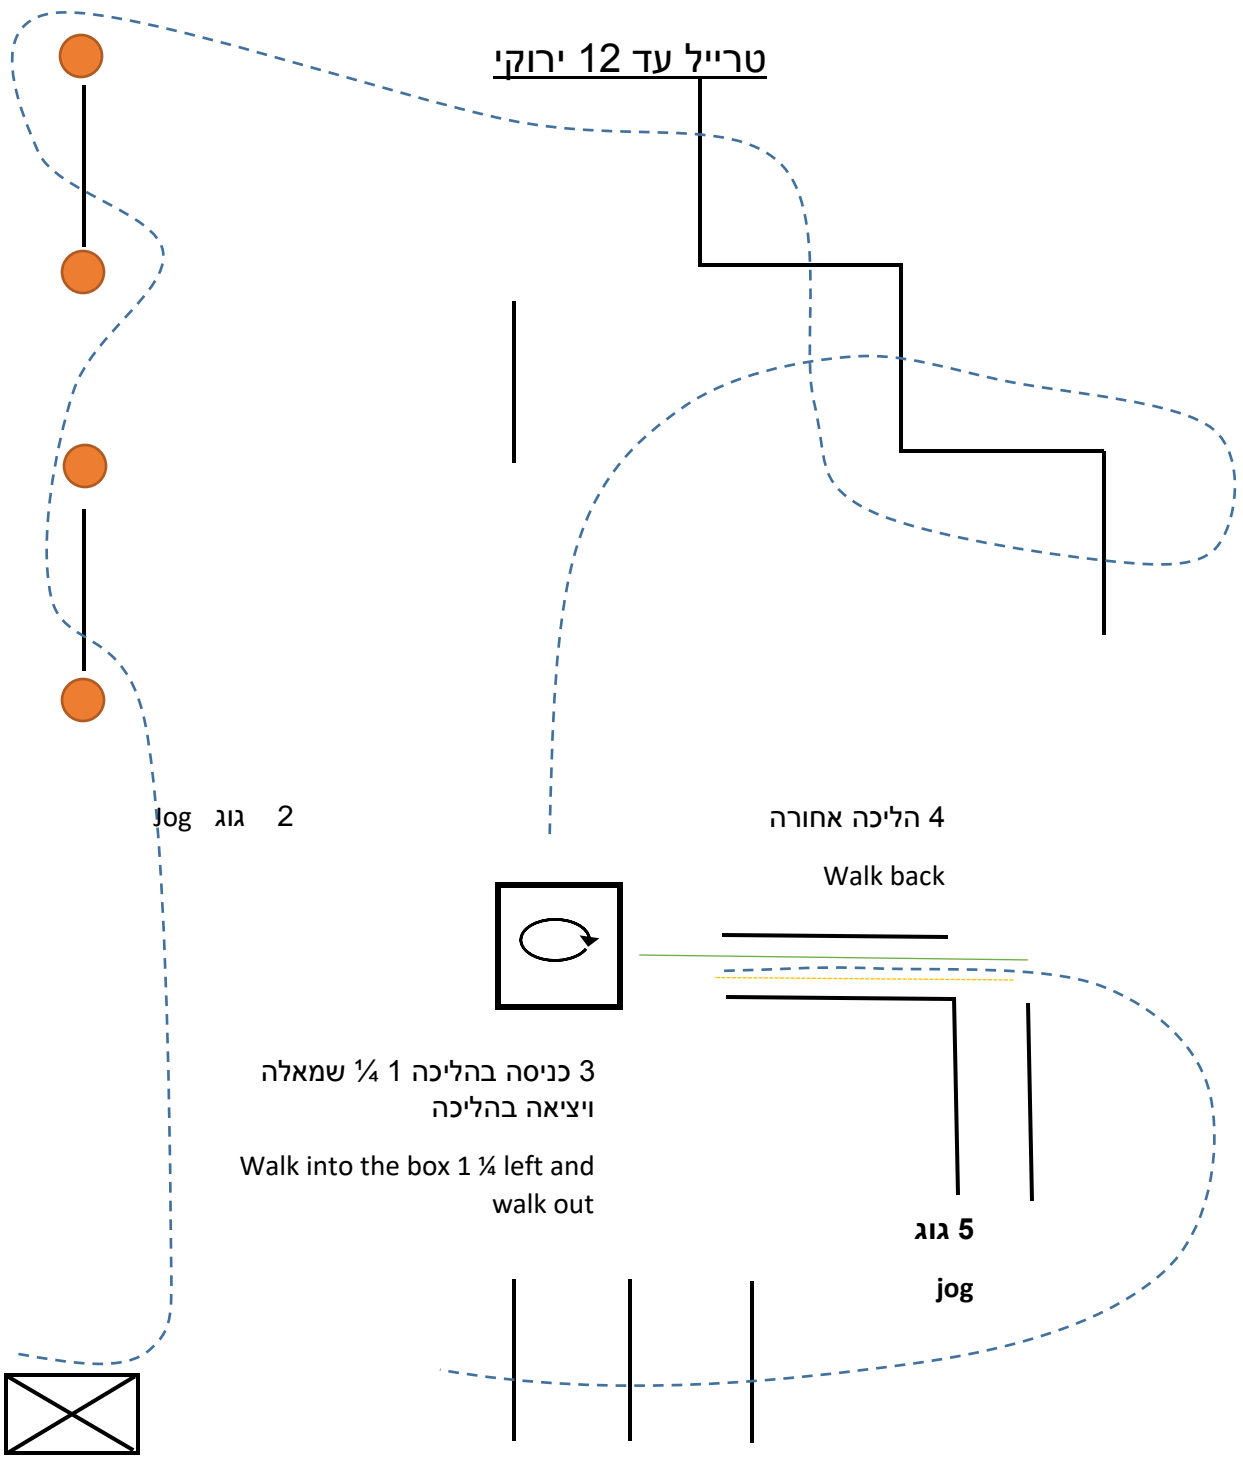 טרייל עד 12 ירוקי
2 גוג Jog
4 הליכה אחורה
Walk back
3 כניסה בהליכה 1 ¼ שמאלה
ויציאה בהליכה
Walk into the box 1 ¼ left and
walk out
5 גוג
jog